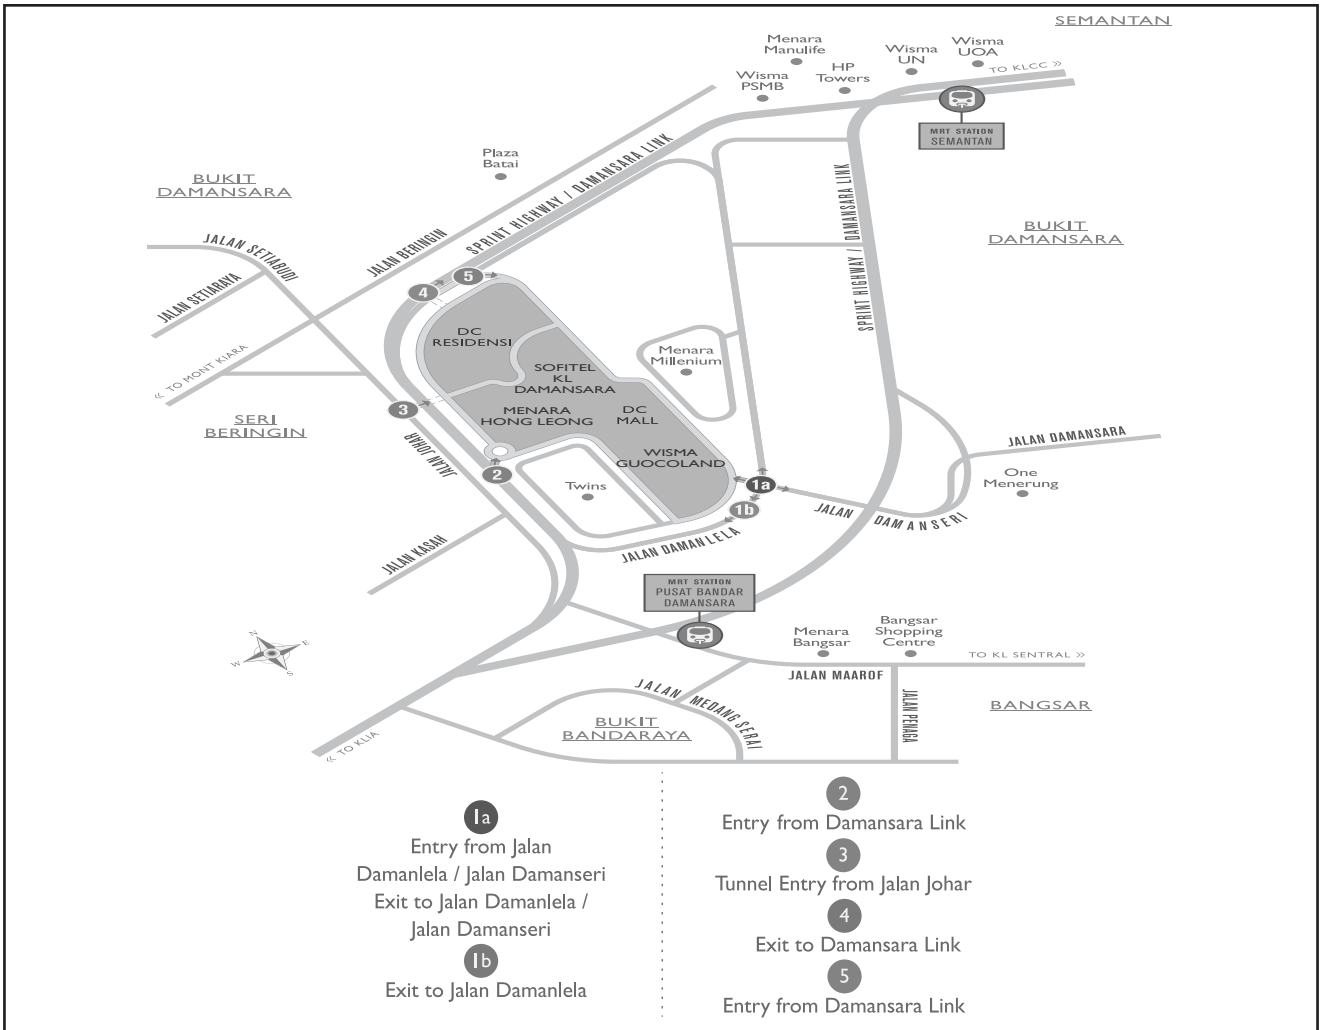 SEMANTAN
Menara
Manulife
Wisma
PSMB
HP
Towers
Wisma
UN
Wisma
UOA
TO KLCC »
MRT STATION
SEMANTAN
Plaza
Batai
BUKIT
DAMANSARA
BUKIT
DAMANSARA
JALAN SETIABUDI
JALAN SETIARAYA
JALAN BERINGIN
SPRINT HIGHWAY / DAMANSARA LINK
SPRINT HIGHWAY / DAMANSARA LINK
« TO MONT KIARA
SERI
BERINGIN
4
5
3
2
1a
1b
DC
RESIDENSI
SOFITEL
KL
DAMANSARA
MENARA
HONG LEONG
DC
MALL
WISMA
GUOCOLAND
Menara
Millenium
Twins
JALAN JOHAR
JALAN KASAH
JALAN DAMANLELA
JALAN DAMANSERI
JALAN DAMANSARA
One
Menerung
MRT STATION
PUSAT BANDAR
DAMANSARA
N
E
S
W
Menara
Bangsar
Bangsar
Shopping
Centre
TO KL SENTRAL »
JALAN MAAROF
JALAN PENAGA
BANGSAR
JALAN MEDANG SERAI
BUKIT
BANDARAYA
« TO KLIA
1a
Entry from Jalan
Damanlela / Jalan Damanseri
Exit to Jalan Damanlela /
Jalan Damanseri
1b
Exit to Jalan Damanlela
2
Entry from Damansara Link
3
Tunnel Entry from Jalan Johar
4
Exit to Damansara Link
5
Entry from Damansara Link